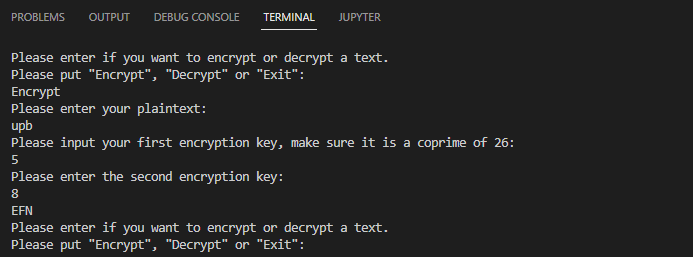 PROBLEMS OUTPUT DEBUG CONSOLE TERMINAL JUPYTER
Please enter if you want to encrypt or decrypt a text.
Please put "Encrypt", "Decrypt" or "Exit":
Encrypt
Please enter your plaintext:
upb
Please input your first encryption key, make sure it is a coprime of 26:
5
Please enter the second encryption key:
8
EFN
Please enter if you want to encrypt or decrypt a text.
Please put "Encrypt", "Decrypt" or "Exit":